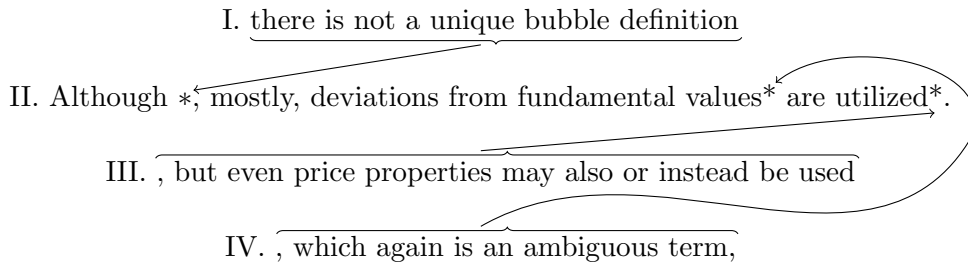 I. there is not a unique bubble definition
II. Although *, mostly, deviations from fundamental values* are utilized*.
III. , but even price properties may also or instead be used
IV. , which again is an ambiguous term,